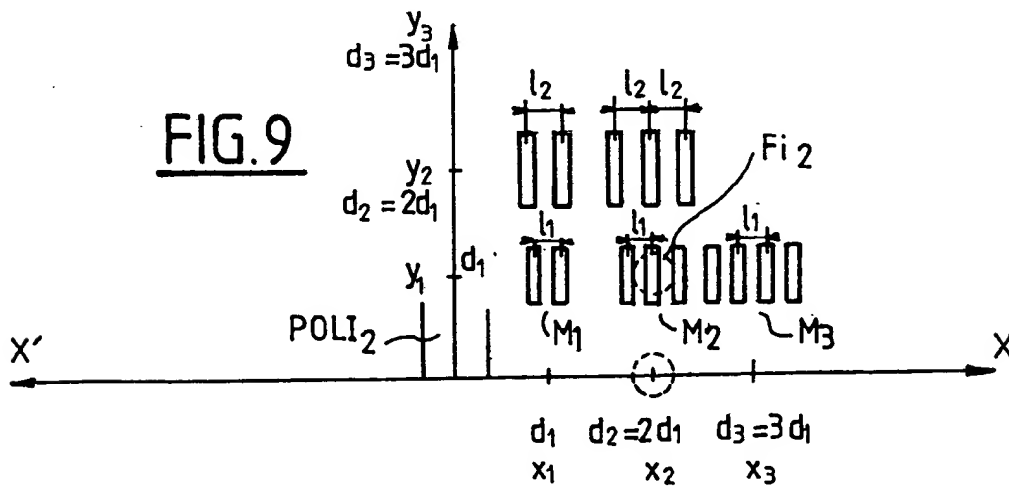 FIG.9
y₃
d₃ = 3d₁
l₂ l₂ l₂
Fi₂
y₂
d₂ = 2d₁
l₁ l₁ l₁
y₁ d₁
POLI₂ M₁ M₂ M₃
X′ X
d₁ d₂=2d₁ d₃=3d₁
x₁ x₂ x₃